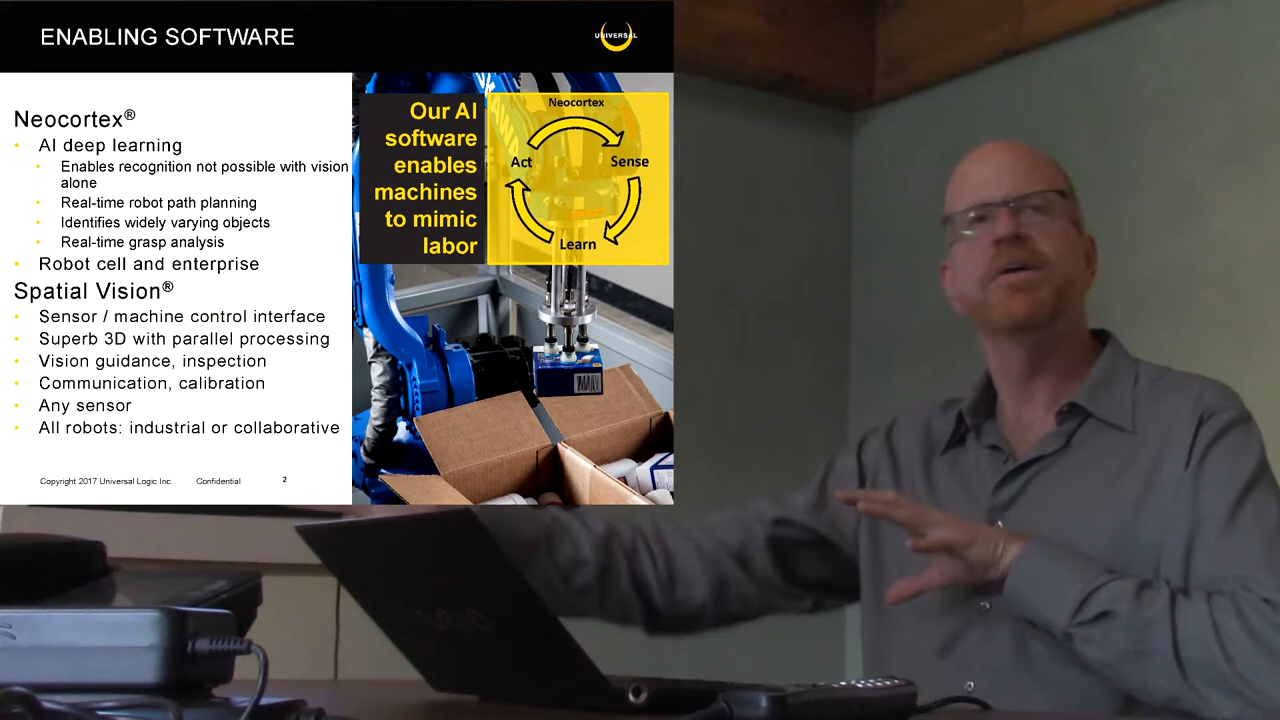 ENABLING SOFTWARE
UNIVERSAL
Neocortex®
• AI deep learning
• Enables recognition not possible with vision
alone
• Real-time robot path planning
• Identifies widely varying objects
• Real-time grasp analysis
• Robot cell and enterprise
Spatial Vision®
• Sensor / machine control interface
• Superb 3D with parallel processing
• Vision guidance, inspection
• Communication, calibration
• Any sensor
• All robots: industrial or collaborative
Copyright 2017 Universal Logic Inc. Confidential 2
Our AI
software
enables
machines
to mimic
labor
Neocortex
Act
Sense
Learn
VAIO